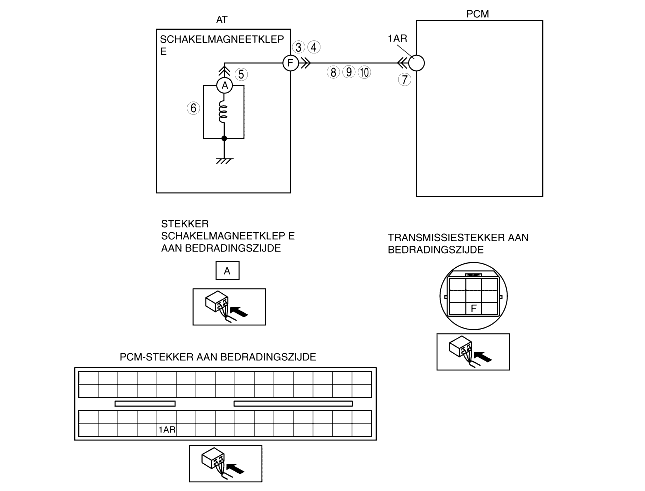 AT
PCM
SCHAKELMAGNEETKLEP
E
3 4
1AR
F
5
8 9 10
7
A
6
STEKKER
SCHAKELMAGNEETKLEP E
AAN BEDRADINGSZIJDE
A
TRANSMISSIESTEKKER AAN
BEDRADINGSZIJDE
F
PCM-STEKKER AAN BEDRADINGSZIJDE
1AR